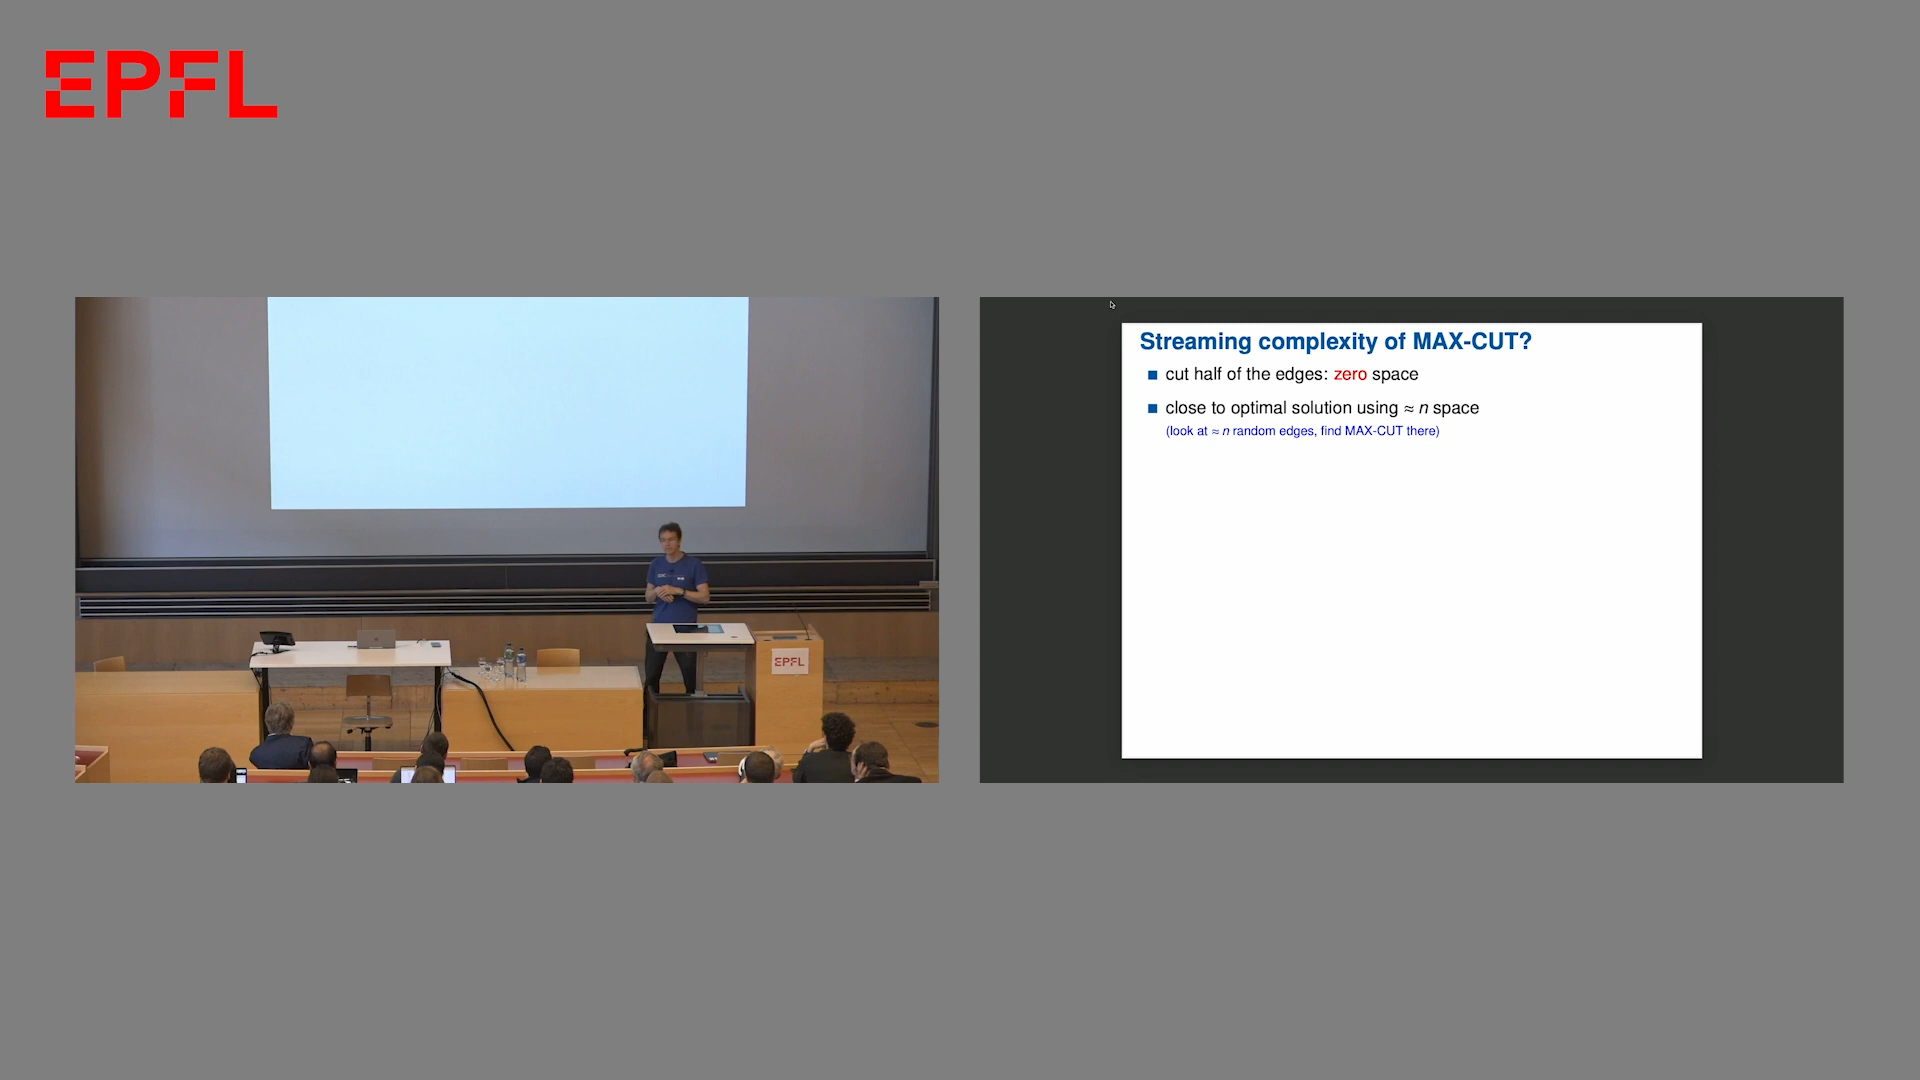 EPFL
Streaming complexity of MAX-CUT?
■ cut half of the edges: zero space
■ close to optimal solution using ≈ n space
(look at ≈ n random edges, find MAX-CUT there)
EPFL